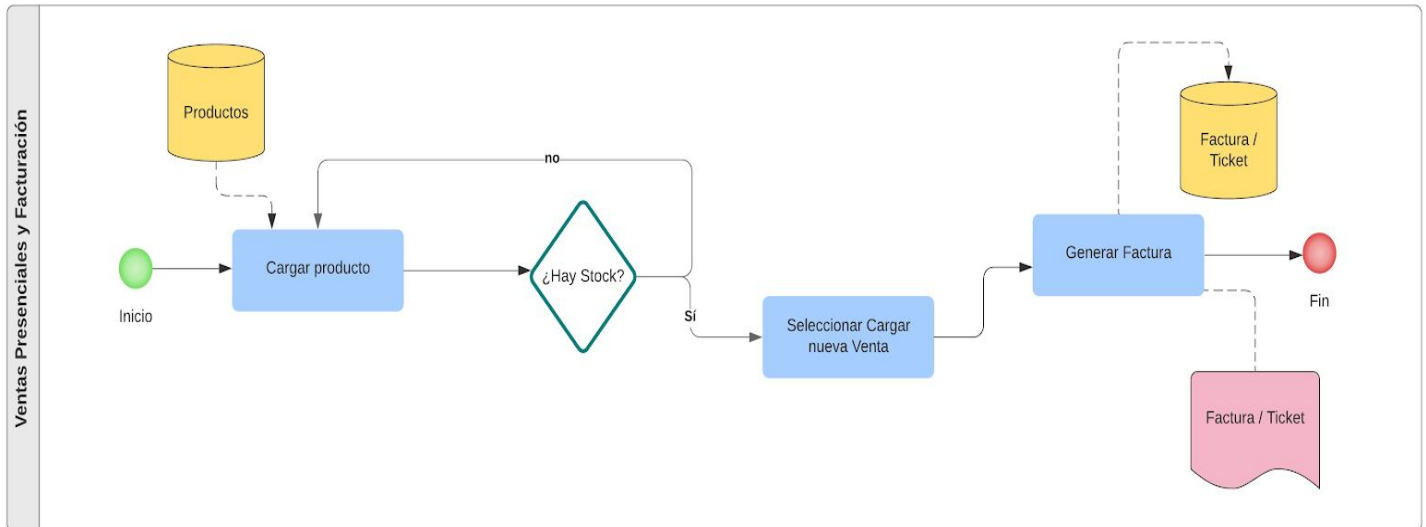 Ventas Presenciales y Facturación
Productos
no
Factura /
Ticket
Cargar producto
¿Hay Stock?
Generar Factura
Inicio
Sí
Fin
Seleccionar Cargar
nueva Venta
Factura / Ticket